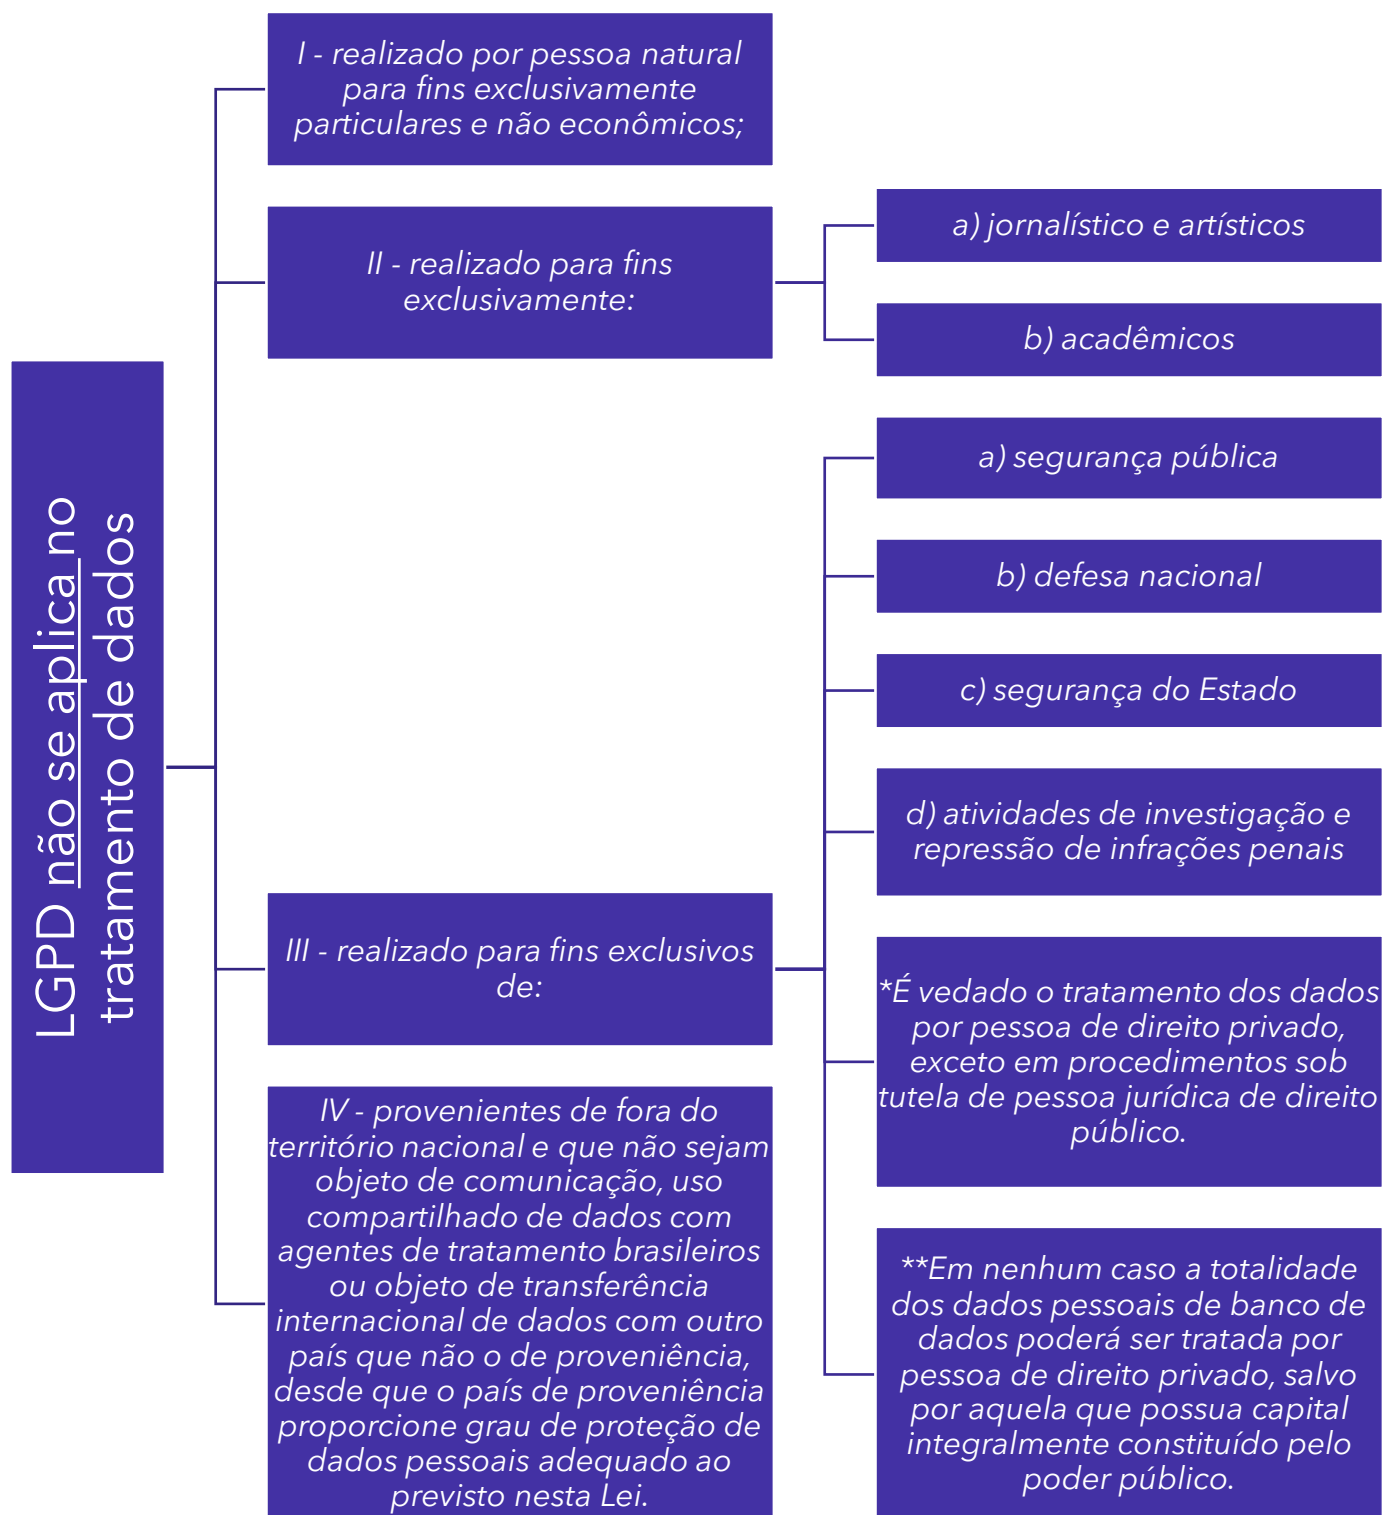 LGPD não se aplica no
tratamento de dados
I - realizado por pessoa natural
para fins exclusivamente
particulares e não econômicos;
II - realizado para fins
exclusivamente:
a) jornalístico e artísticos
b) acadêmicos
III - realizado para fins exclusivos
de:
a) segurança pública
b) defesa nacional
c) segurança do Estado
d) atividades de investigação e
repressão de infrações penais
*É vedado o tratamento dos dados
por pessoa de direito privado,
exceto em procedimentos sob
tutela de pessoa jurídica de direito
público.
**Em nenhum caso a totalidade
dos dados pessoais de banco de
dados poderá ser tratada por
pessoa de direito privado, salvo
por aquela que possua capital
integralmente constituído pelo
poder público.
IV - provenientes de fora do
território nacional e que não sejam
objeto de comunicação, uso
compartilhado de dados com
agentes de tratamento brasileiros
ou objeto de transferência
internacional de dados com outro
país que não o de proveniência,
desde que o país de proveniência
proporcione grau de proteção de
dados pessoais adequado ao
previsto nesta Lei.